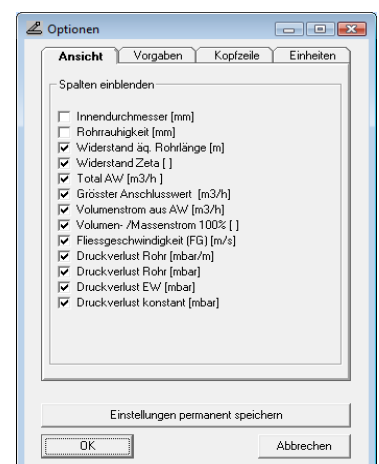 Optionen
Ansicht Vorgaben Kopfzeile Einheiten
Spalten einblenden
Innendurchmesser [mm]
Rohrrauhigkeit [mm]
Widerstand äq. Rohrlänge [m]
Widerstand Zeta [ ]
Total AW [m3/h ]
Grösster Anschlusswert [m3/h]
Volumenstrom aus AW [m3/h]
Volumen- /Massenstrom 100% [ ]
Fliessgeschwindigkeit (FG) [m/s]
Druckverlust Rohr [mbar/m]
Druckverlust Rohr [mbar]
Druckverlust EW [mbar]
Druckverlust konstant [mbar]
Einstellungen permanent speichern
OK Abbrechen